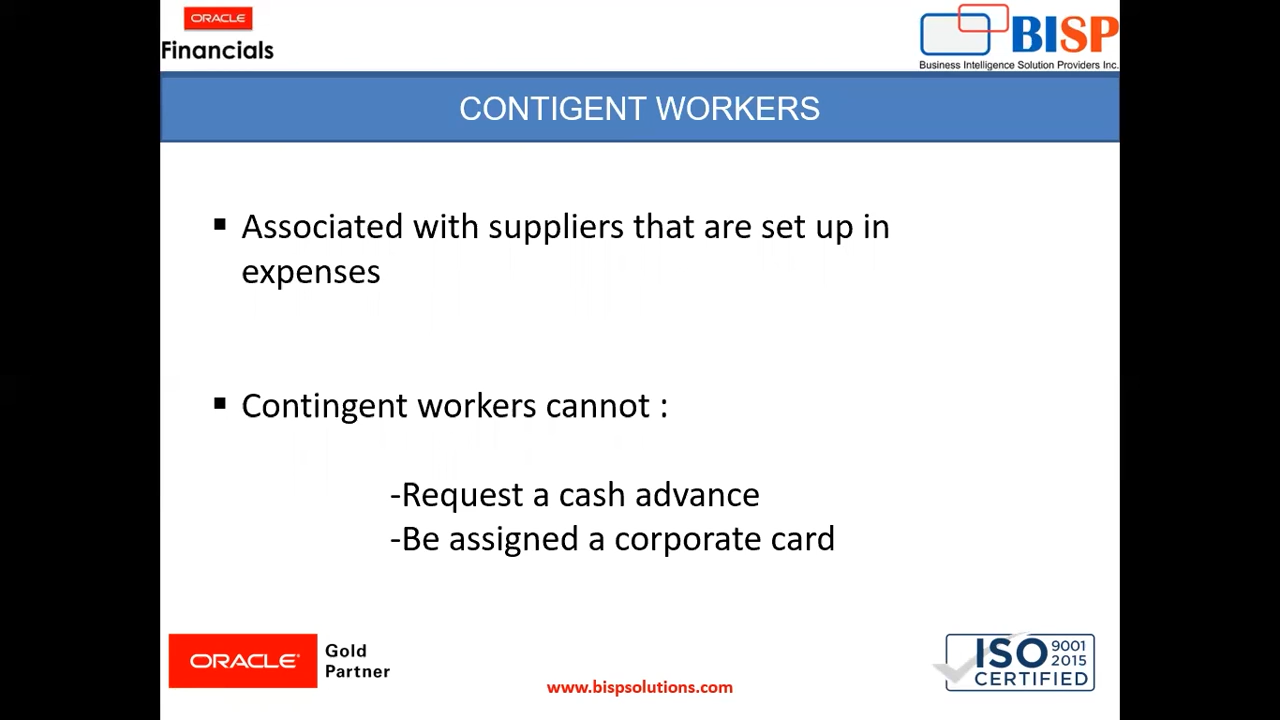 ORACLE
Financials
BISP
Business Intelligence Solution Providers Inc.
CONTIGENT WORKERS
▪ Associated with suppliers that are set up in
expenses
▪ Contingent workers cannot :
-Request a cash advance
-Be assigned a corporate card
ORACLE®
Gold
Partner
www.bispsolutions.com
ISO 9001
2015
CERTIFIED